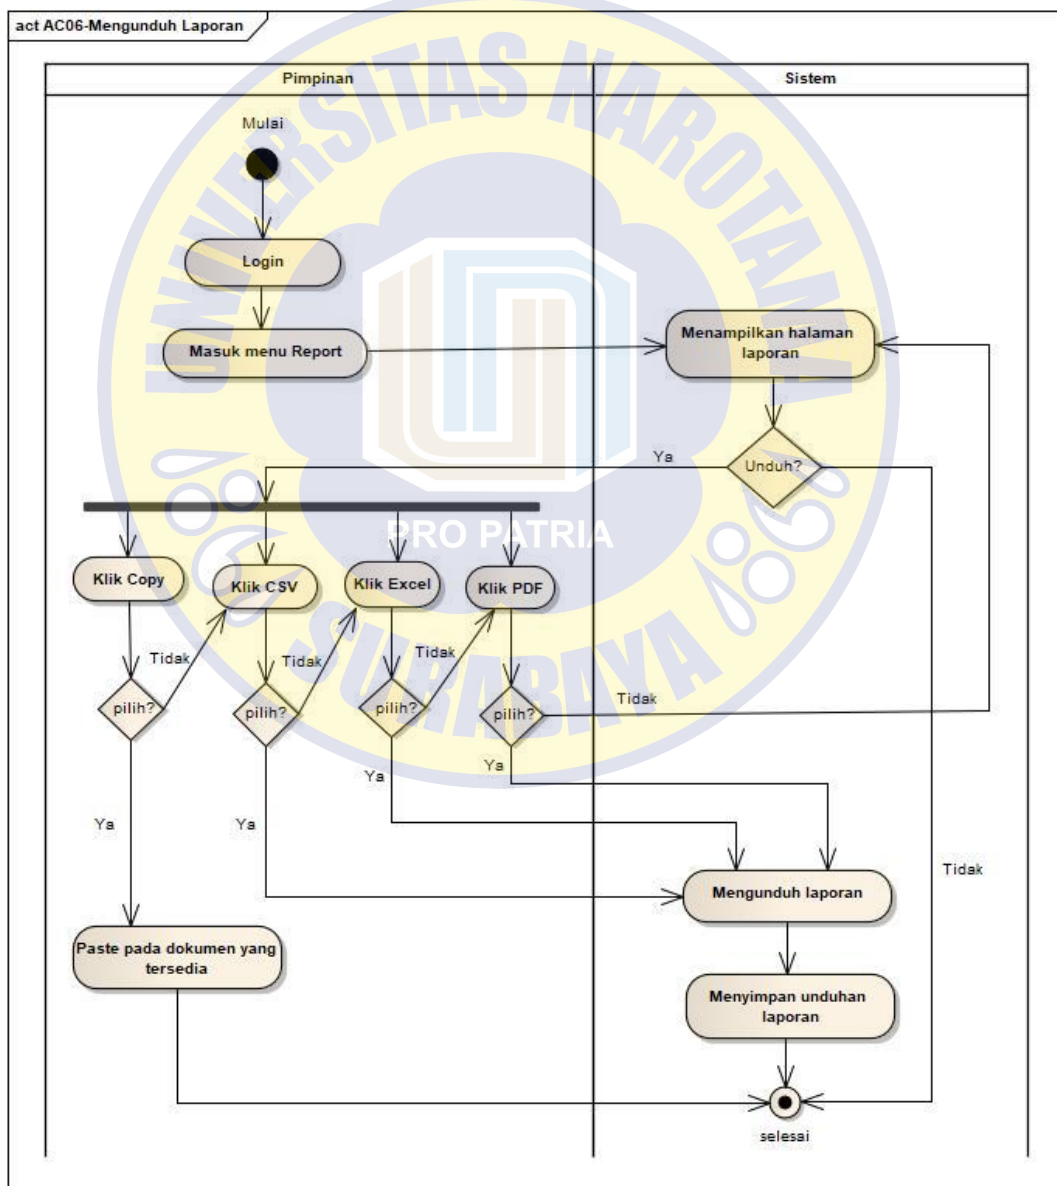 act AC06-Mengunduh Laporan
Pimpinan
Sistem
Mulai
UNIVERSITAS NAROTAMA
Login
Masuk menu Report
Menampilkan halaman
laporan
Ya
Unduh?
PRO PATRIA
Klik Copy
Klik CSV
Klik Excel
Klik PDF
Tidak
Tidak
Tidak
SURABAYA
pilih?
pilih?
pilih?
pilih?
Tidak
Ya
Ya
Ya
Ya
Tidak
Mengunduh laporan
Paste pada dokumen yang
tersedia
Menyimpan unduhan
laporan
selesai